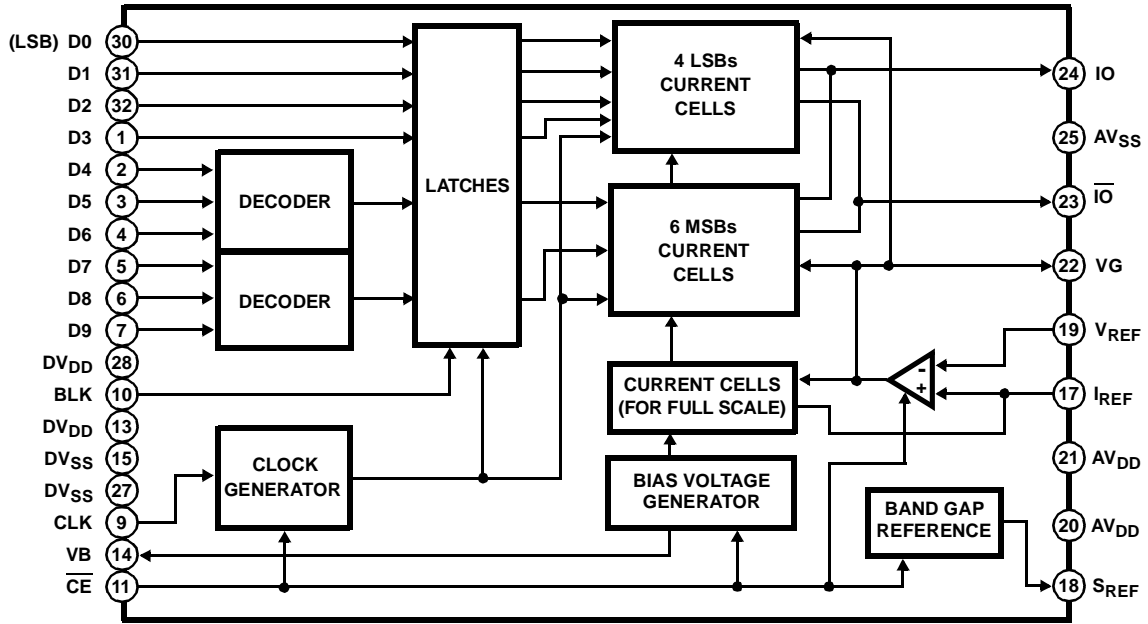 (LSB) D0 30
D1 31
D2 32
D3 1
D4 2
D5 3
D6 4
D7 5
D8 6
D9 7
DVDD 28
BLK 10
DVDD 13
DVSS 15
DVSS 27
CLK 9
VB 14
C̅E̅ 11
DECODER
DECODER
CLOCK
GENERATOR
LATCHES
4 LSBs
CURRENT
CELLS
6 MSBs
CURRENT
CELLS
CURRENT CELLS
(FOR FULL SCALE)
BIAS VOLTAGE
GENERATOR
-
+
BAND GAP
REFERENCE
24 IO
25 AVSS
23 I̅O̅
22 VG
19 VREF
17 IREF
21 AVDD
20 AVDD
18 SREF